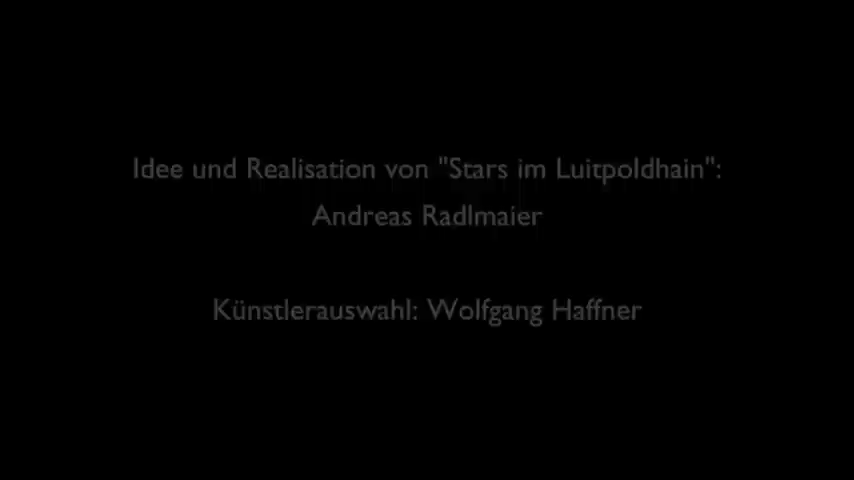 Idee und Realisation von "Stars im Luitpoldhain":
Andreas Radlmaier
Künstlerauswahl: Wolfgang Haffner